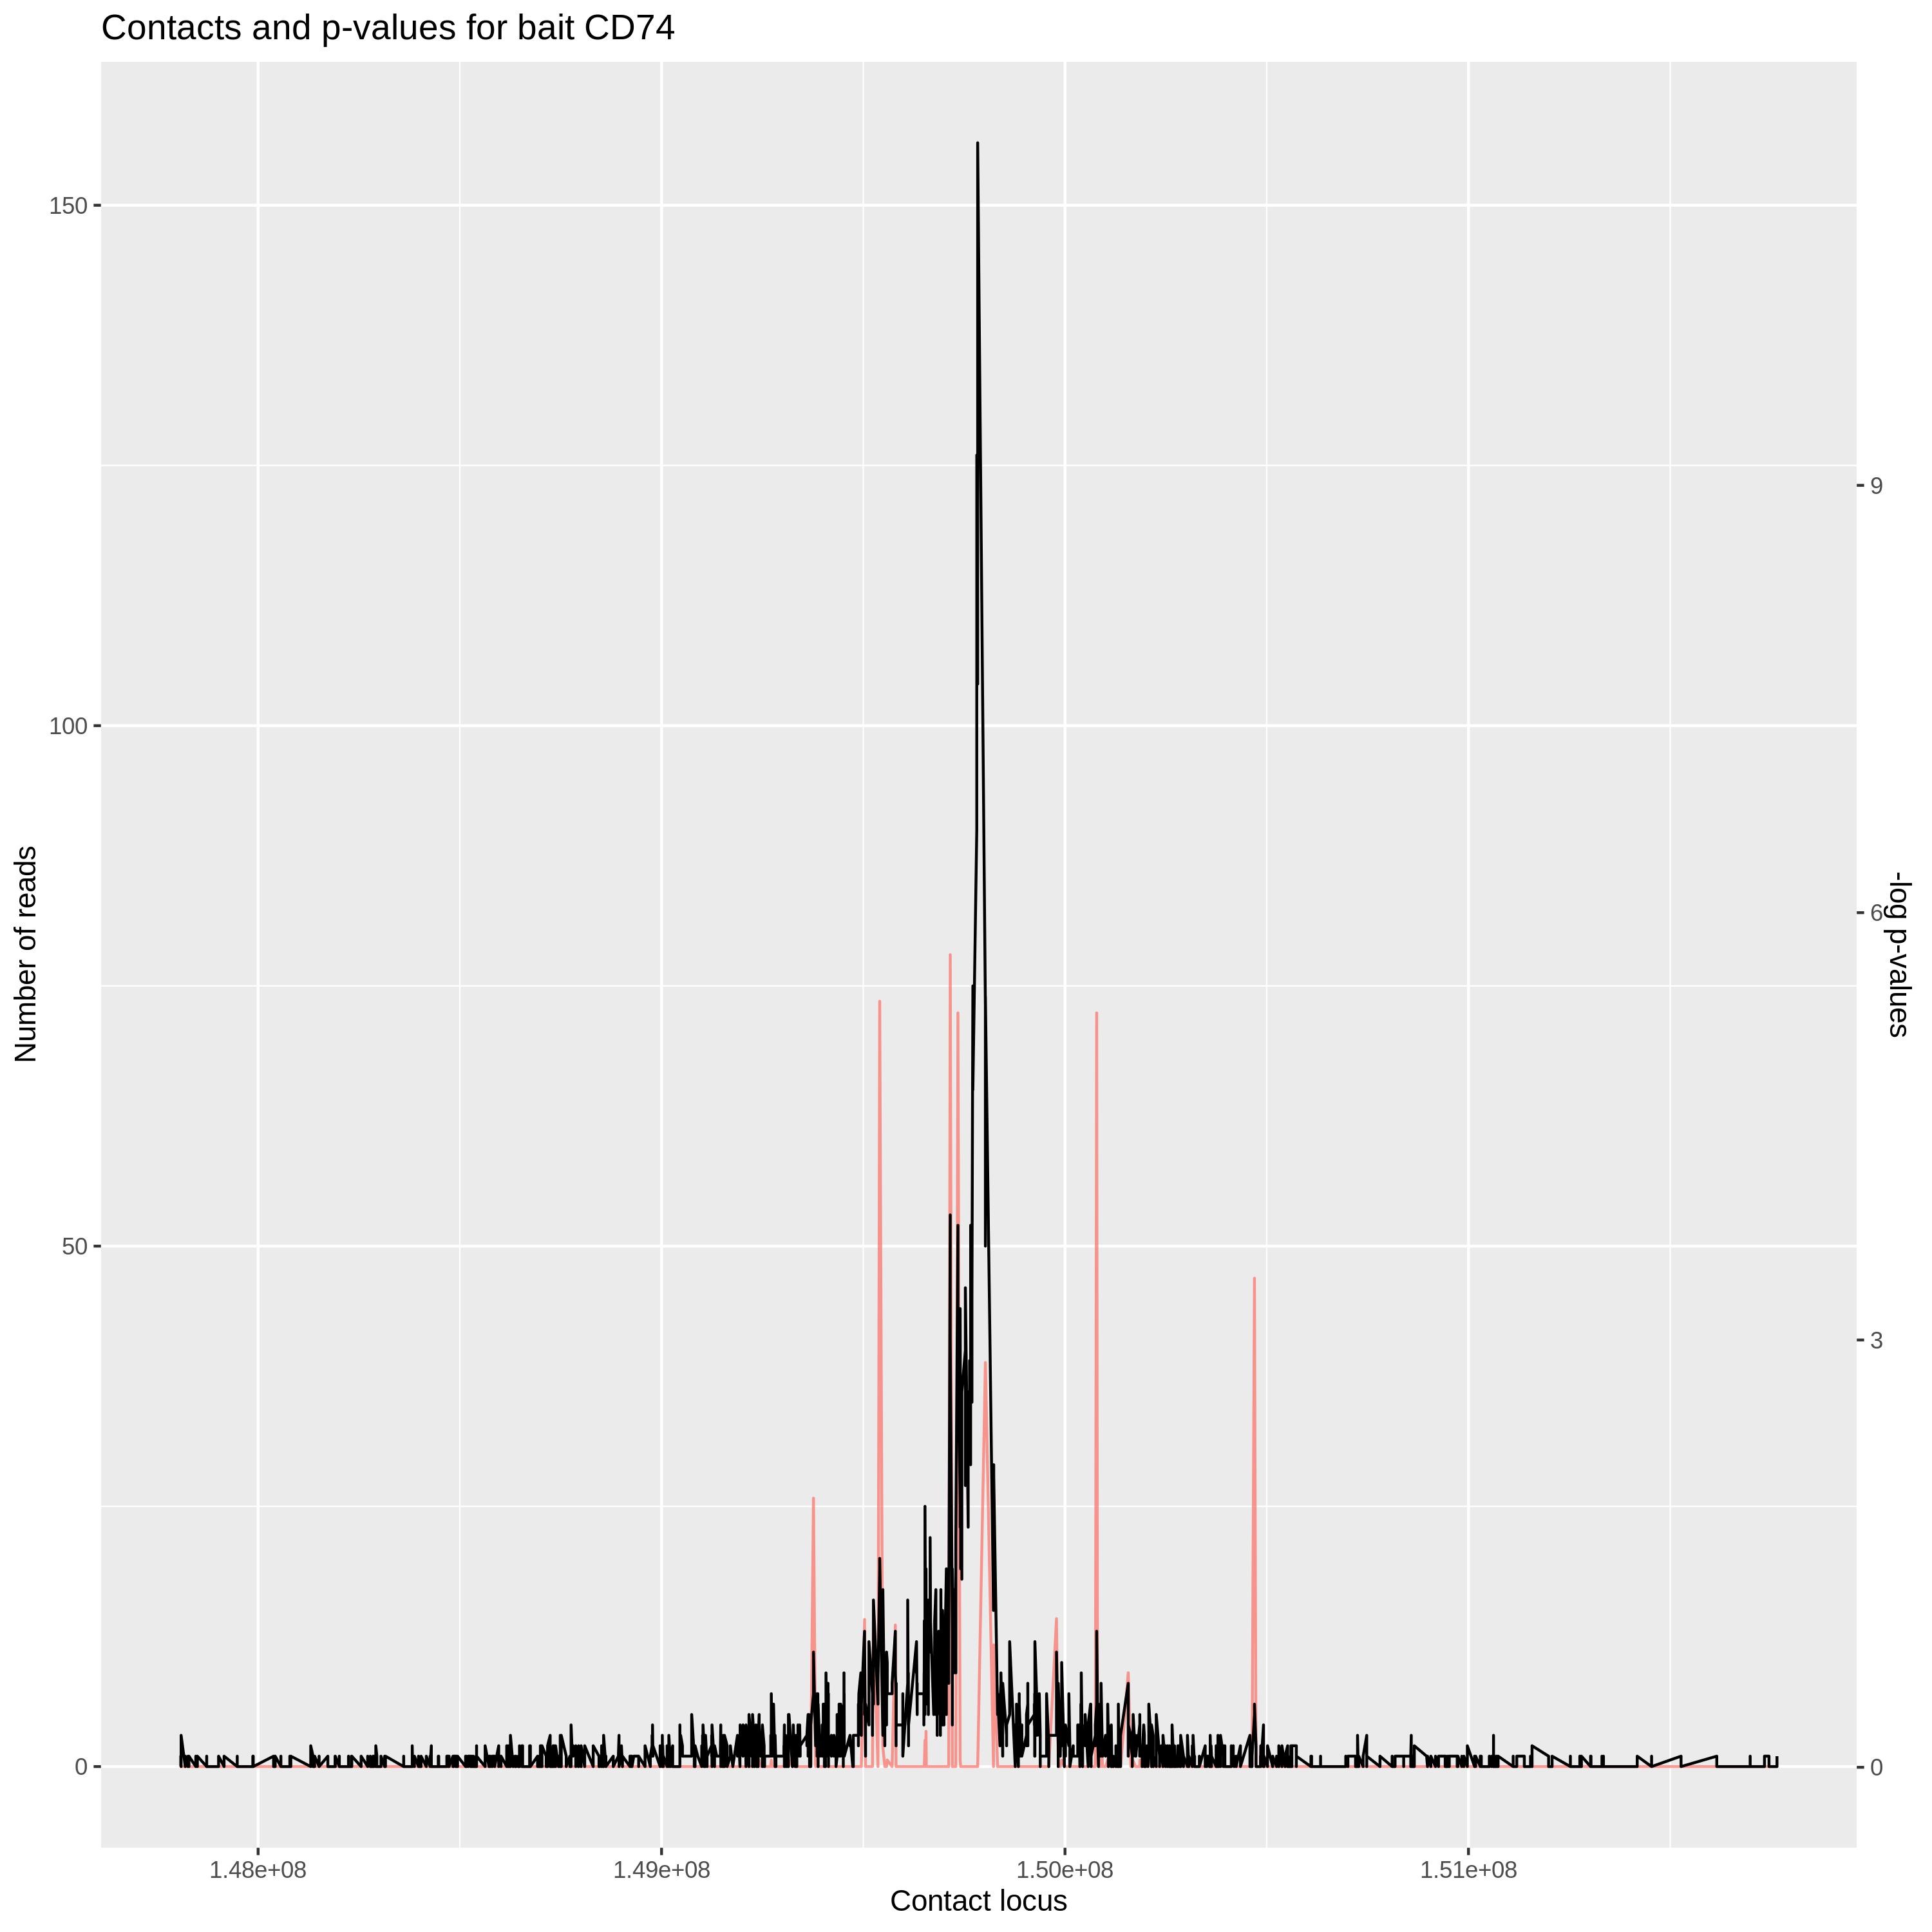 Contacts and p-values for bait CD74
150
100
50
0
Number of reads
9
6
3
0
-log p-values
1.48e+08
1.49e+08
1.50e+08
1.51e+08
Contact locus